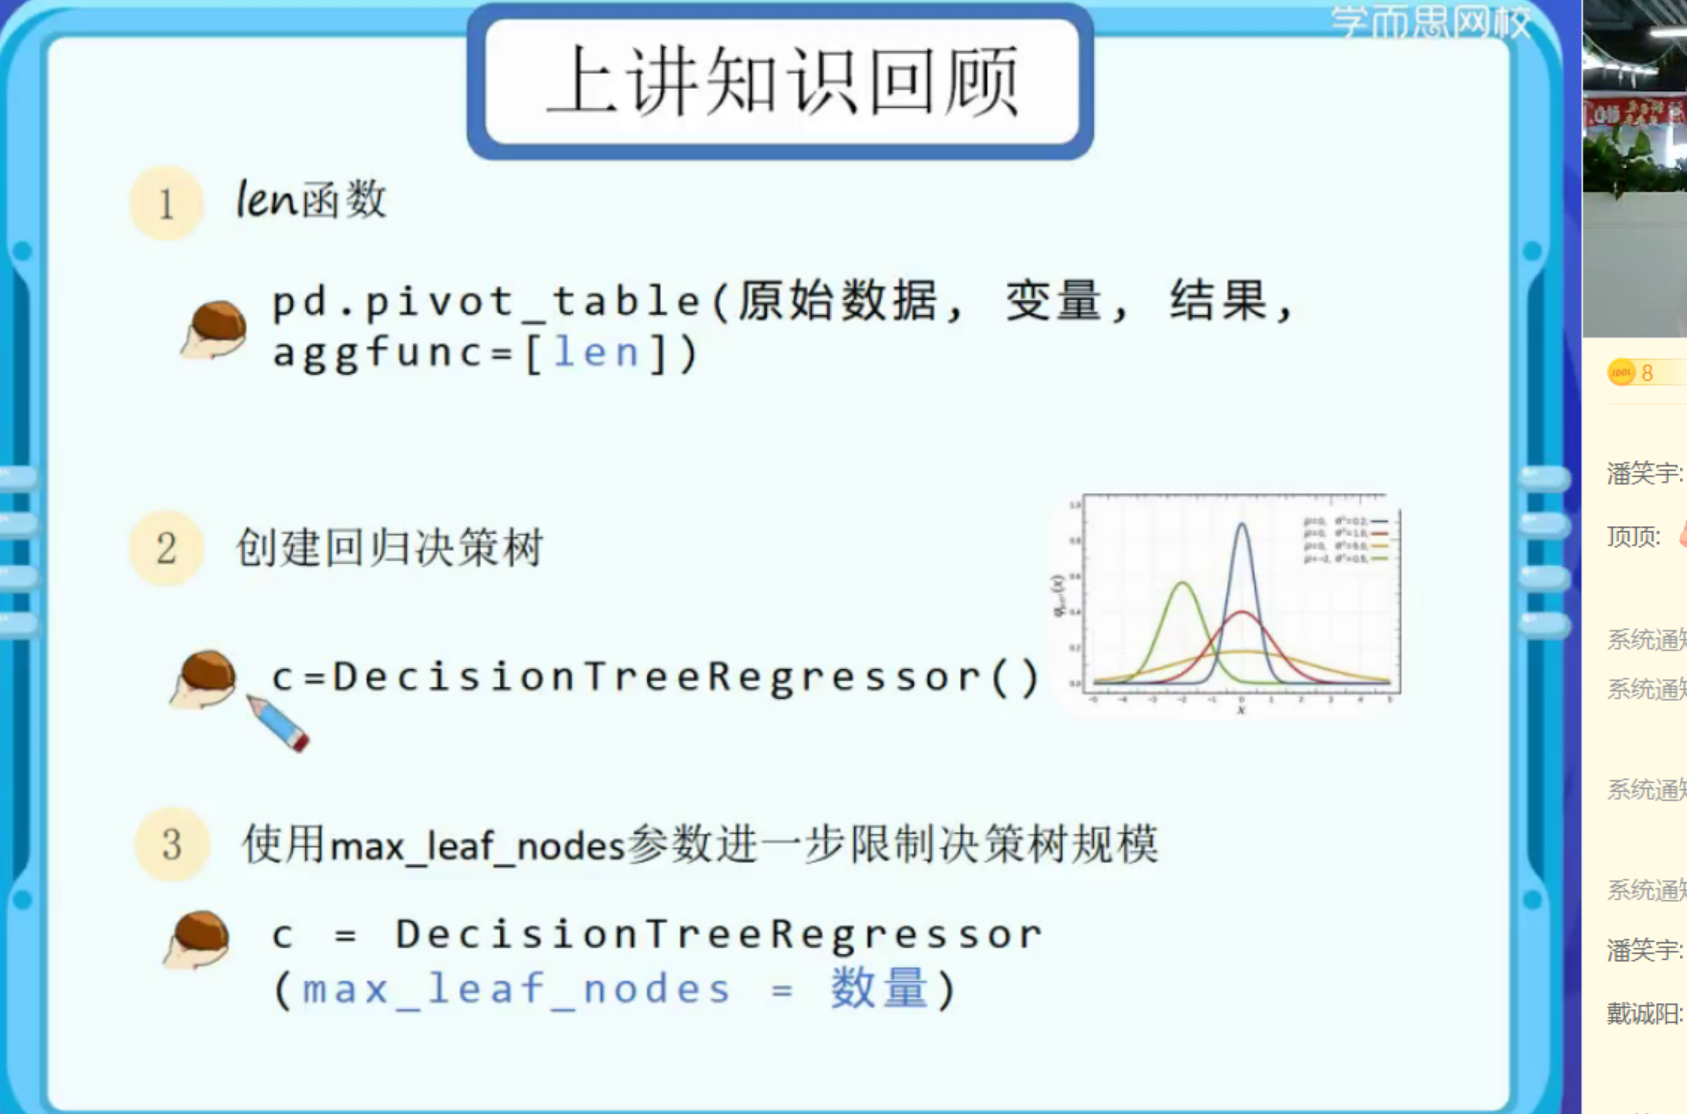 学而思网校
上讲知识回顾
1
len函数
pd.pivot_table(原始数据, 变量, 结果,
aggfunc=[len])
2
创建回归决策树
c=DecisionTreeRegressor()
x
3
使用max_leaf_nodes参数进一步限制决策树规模
c = DecisionTreeRegressor
(max_leaf_nodes = 数量)
8
潘笑宇:
顶顶:
系统通知
系统通知
系统通知
系统通知
潘笑宇:
戴诚阳: